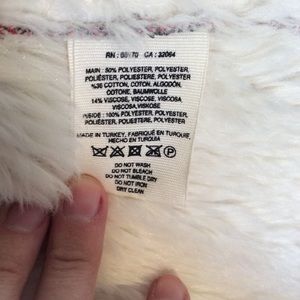 RN : 66170 CA : 32064
MAIN : 50% POLYESTER, POLYESTER,
POLIÉSTER, POLIESTERE, POLYESTER
%36 COTTON, COTON, ALGODÓN,
COTONE, BAUMWOLLE
14% VISCOSE, VISCOSE, VISCOSA
VISCOSA,VISKOSE
INSIDE : 100% POLYESTER, POLYESTER,
POLIÉSTER, POLIESTERE, POLYESTER
MADE IN TURKEY, FABRIQUÉ EN TURQUIE,
HECHO EN TURQUIA
DO NOT WASH
DO NOT BLEACH
DO NOT TUMBLE DRY
DO NOT IRON
DRY CLEAN